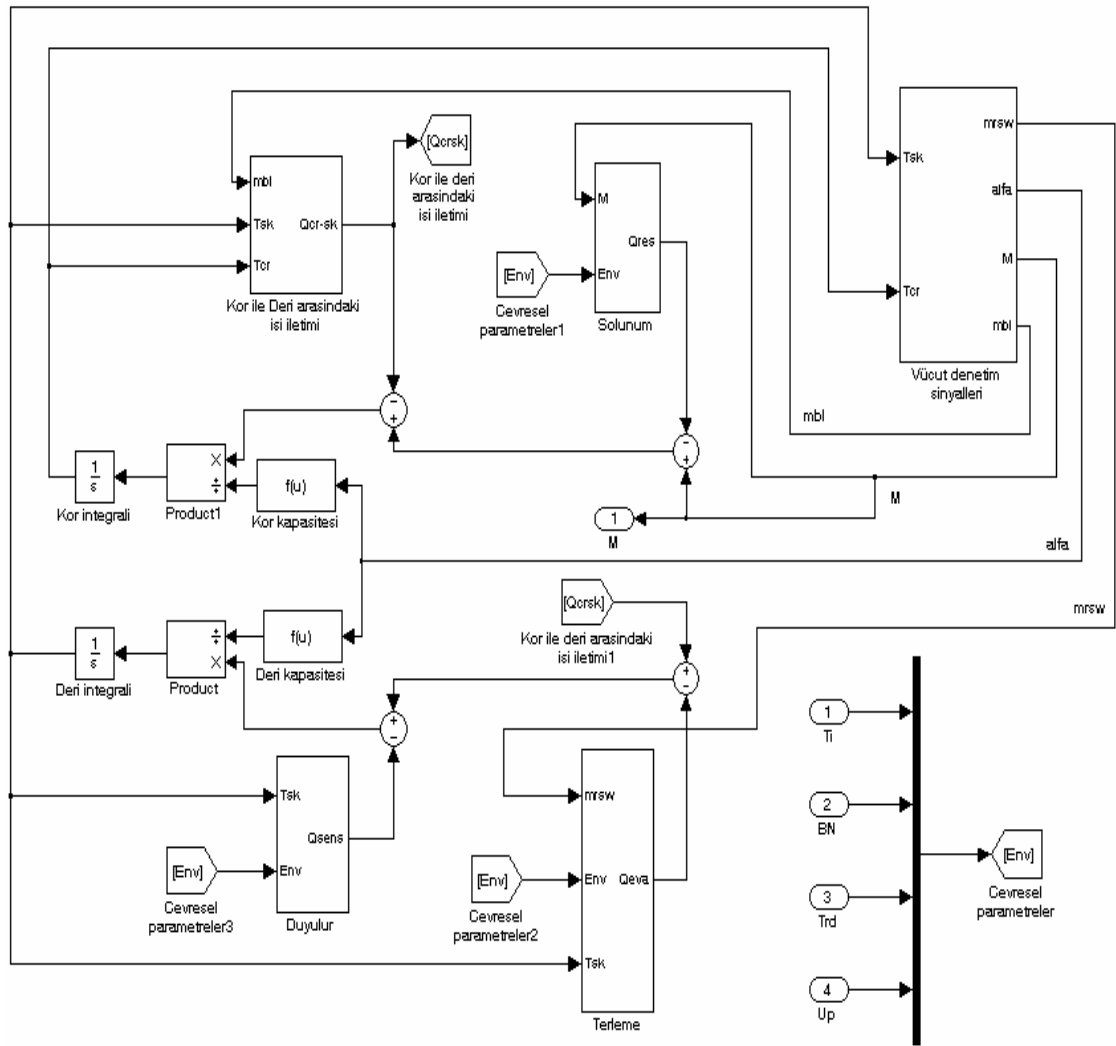 mrsw
Tsk
alfa
M
Tcr
mbl
Vücut denetim
sinyalleri
[Qcrsk]
Kor ile deri
arasindaki
isi iletimi
mbl
Tsk
Qcr-sk
Tcr
Kor ile Deri arasindaki
isi iletimi
M
Qres
Env
Solunum
[Env]
Cevresel
parametreler1
mbl
-
+
-
+
1
s
Kor integrali
X
÷
Product1
f(u)
Kor kapasitesi
1
M
M
alfa
mrsw
[Qcrsk]
Kor ile deri arasindaki
isi iletimi1
1
s
Deri integrali
÷
X
Product
f(u)
Deri kapasitesi
+
-
+
-
Tsk
Qsens
Env
Duyulur
[Env]
Cevresel
parametreler3
mrsw
Env
Qeva
Tsk
Terleme
[Env]
Cevresel
parametreler2
1
Ti
2
BN
3
Trd
4
Up
[Env]
Cevresel
parametreler